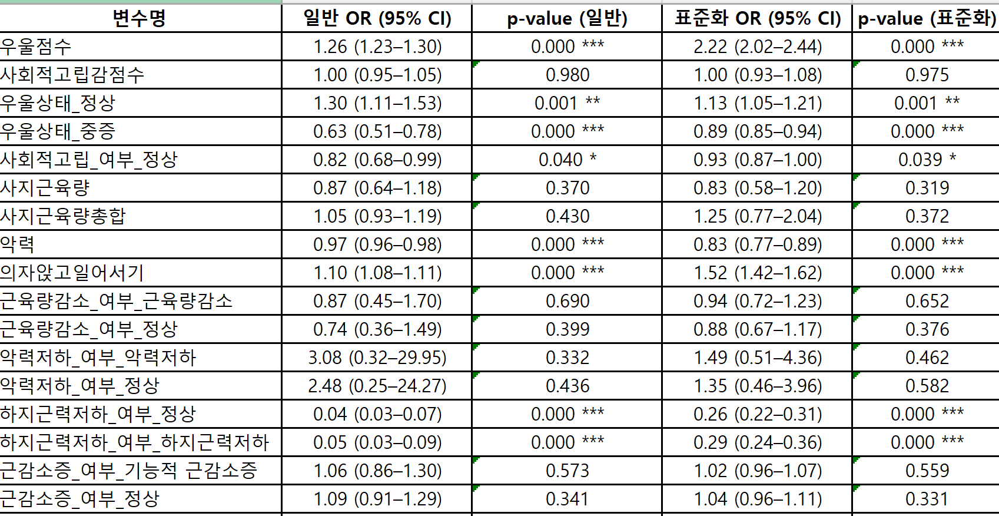 변수명 일반 OR (95% CI) p-value (일반) 표준화 OR (95% CI) p-value (표준화)
우울점수 1.26 (1.23–1.30) 0.000 *** 2.22 (2.02–2.44) 0.000 ***
사회적고립감점수 1.00 (0.95–1.05) 0.980 1.00 (0.93–1.08) 0.975
우울상태_정상 1.30 (1.11–1.53) 0.001 ** 1.13 (1.05–1.21) 0.001 **
우울상태_중증 0.63 (0.51–0.78) 0.000 *** 0.89 (0.85–0.94) 0.000 ***
사회적고립_여부_정상 0.82 (0.68–0.99) 0.040 * 0.93 (0.87–1.00) 0.039 *
사지근육량 0.87 (0.64–1.18) 0.370 0.83 (0.58–1.20) 0.319
사지근육량총합 1.05 (0.93–1.19) 0.430 1.25 (0.77–2.04) 0.372
악력 0.97 (0.96–0.98) 0.000 *** 0.83 (0.77–0.89) 0.000 ***
의자앉고일어서기 1.10 (1.08–1.11) 0.000 *** 1.52 (1.42–1.62) 0.000 ***
근육량감소_여부_근육량감소 0.87 (0.45–1.70) 0.690 0.94 (0.72–1.23) 0.652
근육량감소_여부_정상 0.74 (0.36–1.49) 0.399 0.88 (0.67–1.17) 0.376
악력저하_여부_악력저하 3.08 (0.32–29.95) 0.332 1.49 (0.51–4.36) 0.462
악력저하_여부_정상 2.48 (0.25–24.27) 0.436 1.35 (0.46–3.96) 0.582
하지근력저하_여부_정상 0.04 (0.03–0.07) 0.000 *** 0.26 (0.22–0.31) 0.000 ***
하지근력저하_여부_하지근력저하 0.05 (0.03–0.09) 0.000 *** 0.29 (0.24–0.36) 0.000 ***
근감소증_여부_기능적 근감소증 1.06 (0.86–1.30) 0.573 1.02 (0.96–1.07) 0.559
근감소증_여부_정상 1.09 (0.91–1.29) 0.341 1.04 (0.96–1.11) 0.331